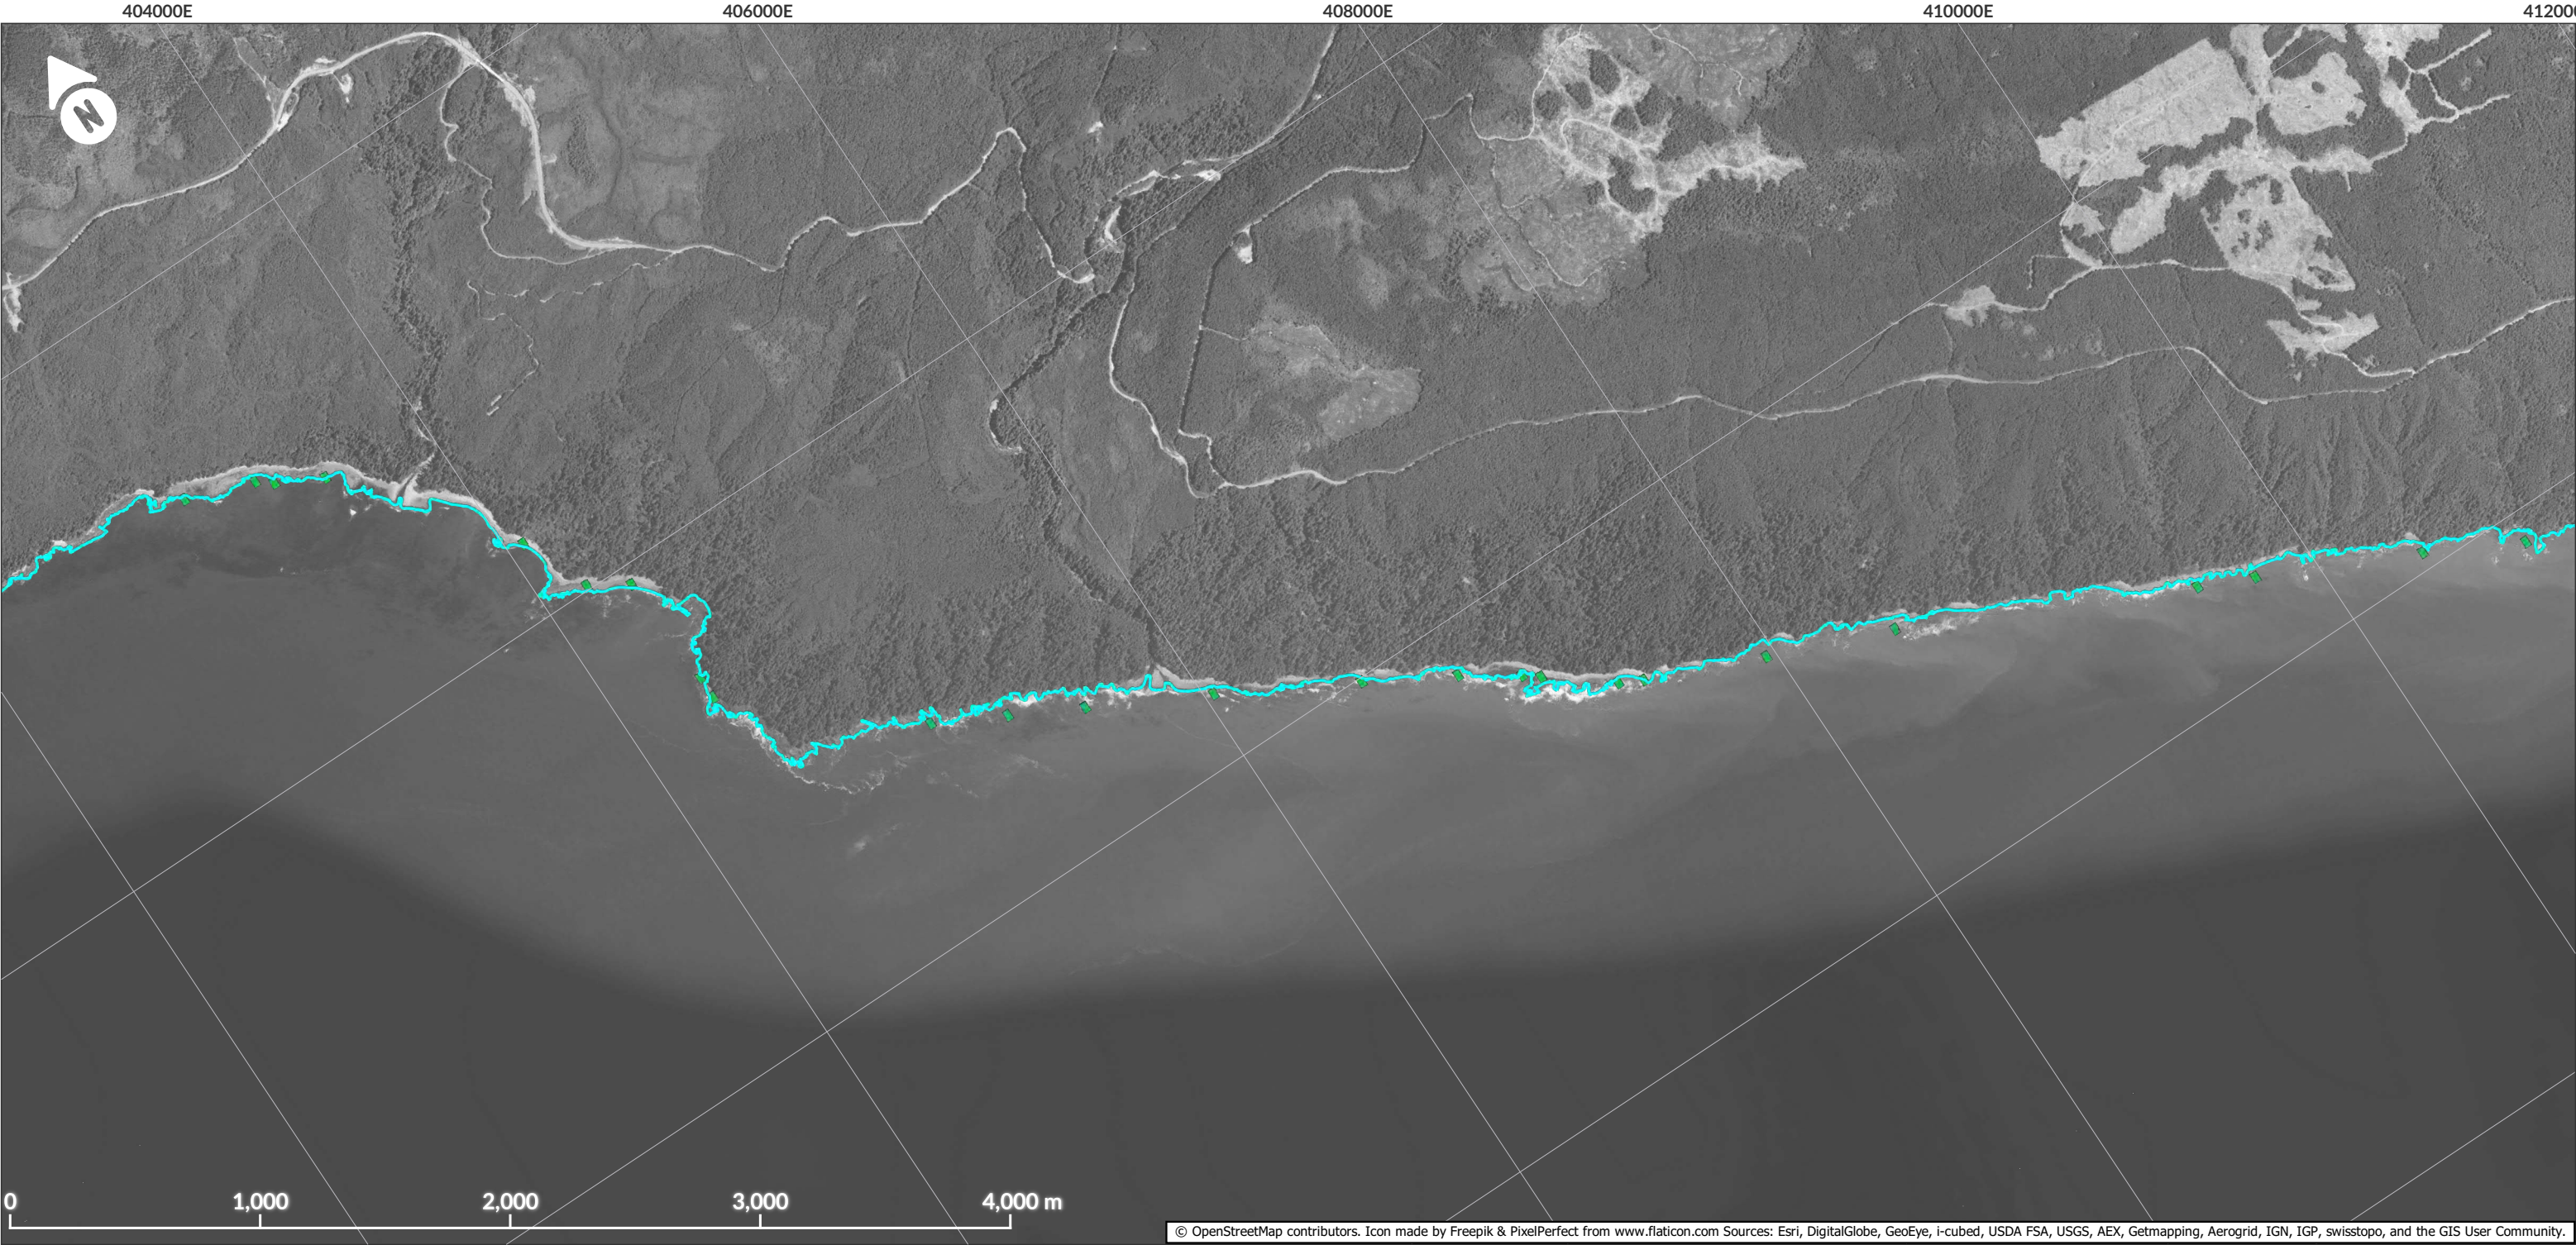 404000E 406000E 408000E 410000E 41200
N
0 1,000 2,000 3,000 4,000 m
© OpenStreetMap contributors. Icon made by Freepik & PixelPerfect from www.flaticon.com Sources: Esri, DigitalGlobe, GeoEye, i-cubed, USDA FSA, USGS, AEX, Getmapping, Aerogrid, IGN, IGP, swisstopo, and the GIS User Community.